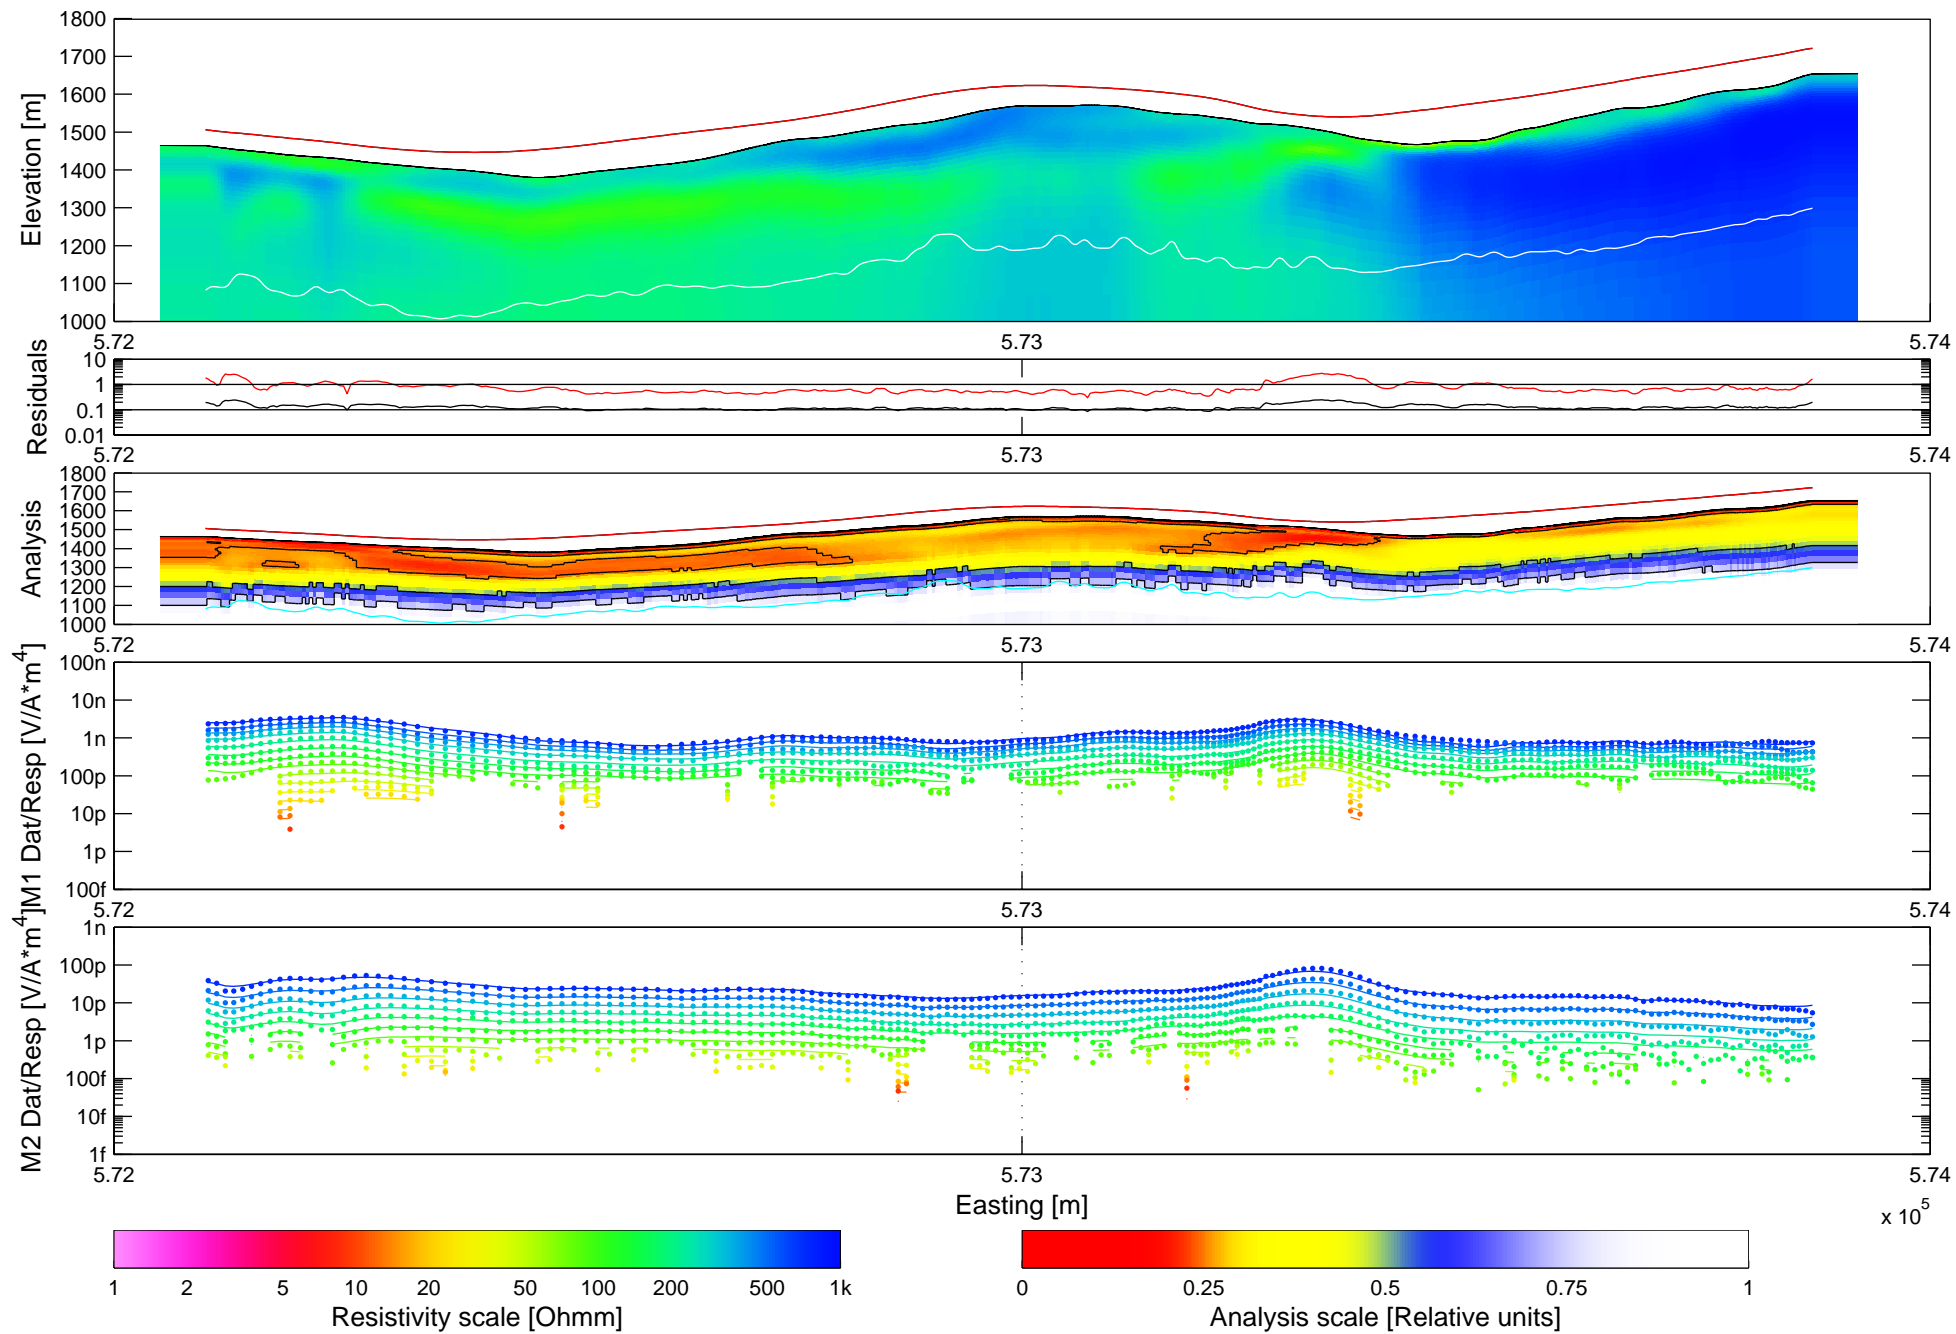 1800
1700
1600
1500
1400
1300
1200
1100
1000
Elevation [m]
5.72 5.73 5.74
10
1
0.1
0.01
Residuals
5.72 5.73 5.74
1800
1700
1600
1500
1400
1300
1200
1100
1000
Analysis
5.72 5.73 5.74
100n
10n
1n
100p
10p
1p
100f
M1 Dat/Resp [V/A*m^4]
5.72 5.73 5.74
1n
100p
10p
1p
100f
10f
1f
M2 Dat/Resp [V/A*m^4]
5.72 5.73 5.74
Easting [m]
x 10^5
1 2 5 10 20 50 100 200 500 1k
Resistivity scale [Ohmm]
0 0.25 0.5 0.75 1
Analysis scale [Relative units]